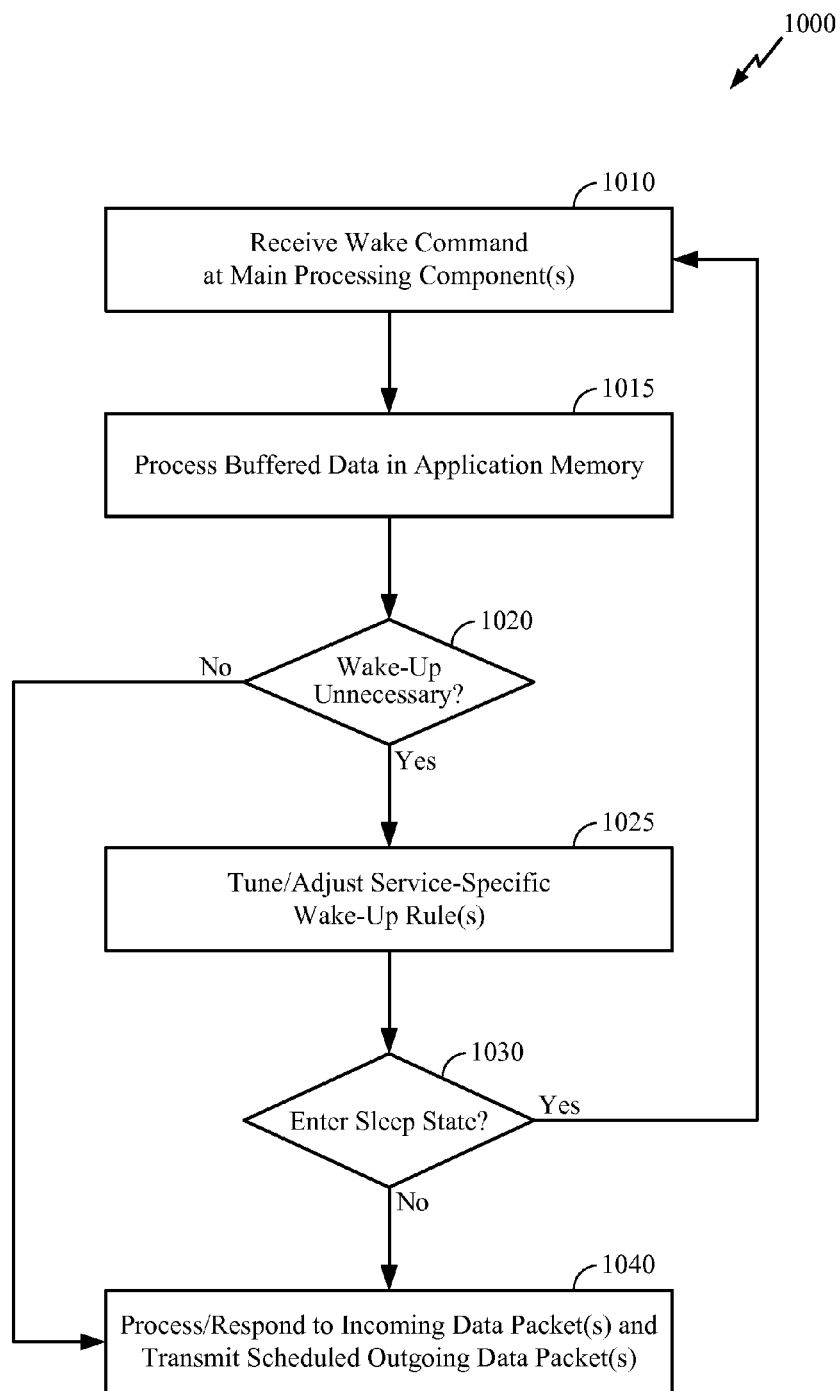 1000
1010
Receive Wake Command
at Main Processing Component(s)
1015
Process Buffered Data in Application Memory
1020
No
Wake-Up
Unnecessary?
Yes
1025
Tune/Adjust Service-Specific
Wake-Up Rule(s)
1030
Enter Sleep State?
Yes
No
1040
Process/Respond to Incoming Data Packet(s) and
Transmit Scheduled Outgoing Data Packet(s)